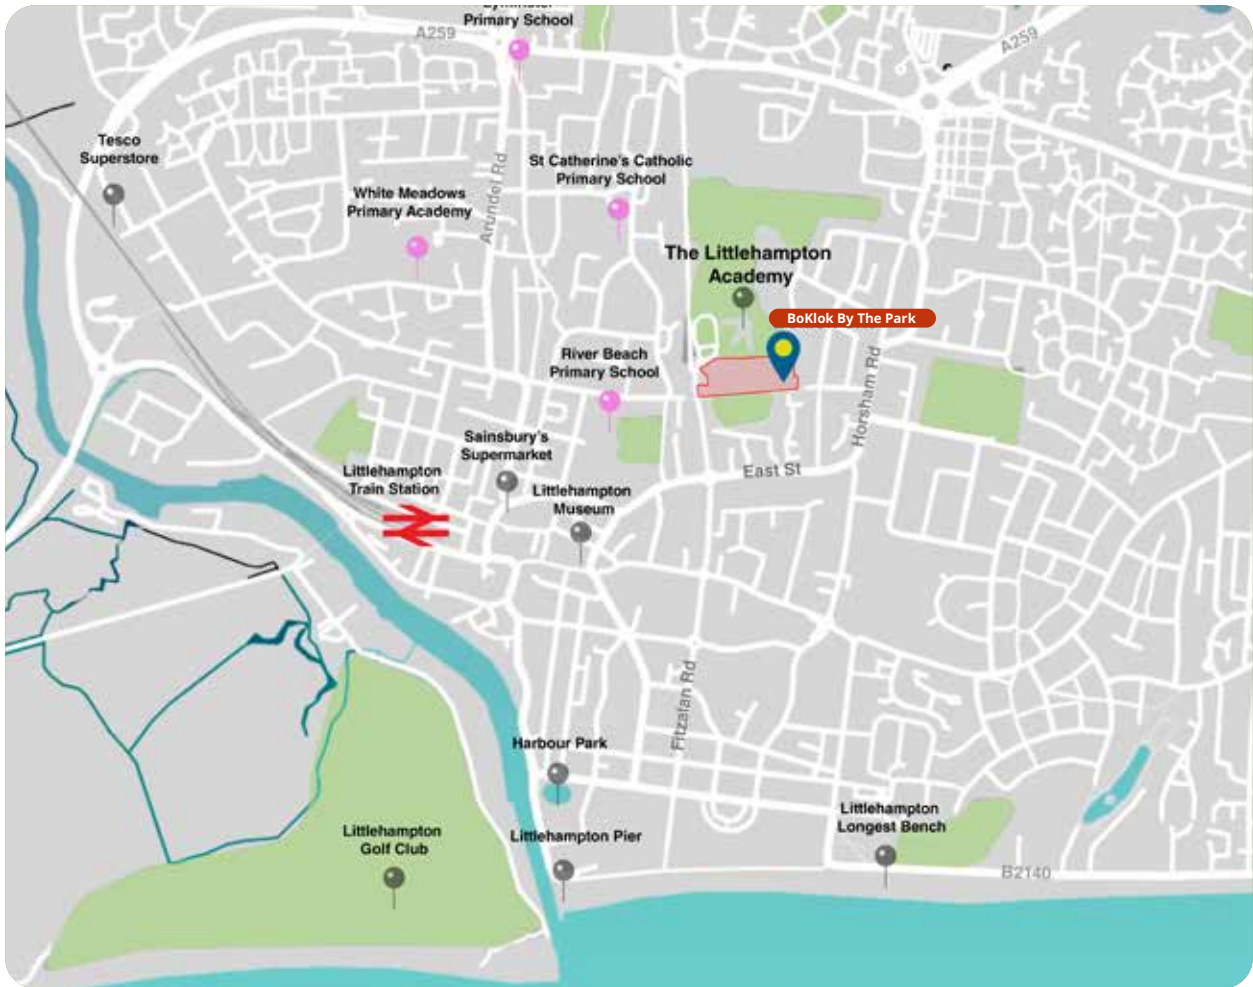 Primary School
A259
A259
Tesco
Superstore
Arundel Rd
St Catherine's Catholic
Primary School
White Meadows
Primary Academy
The Littlehampton
Academy
BoKlok By The Park
River Beach
Primary School
Horsham Rd
Sainsbury's
Supermarket
East St
Littlehampton
Train Station
Littlehampton
Museum
Fitzalan Rd
Harbour Park
Littlehampton
Longest Bench
Littlehampton
Golf Club
Littlehampton Pier
B2140